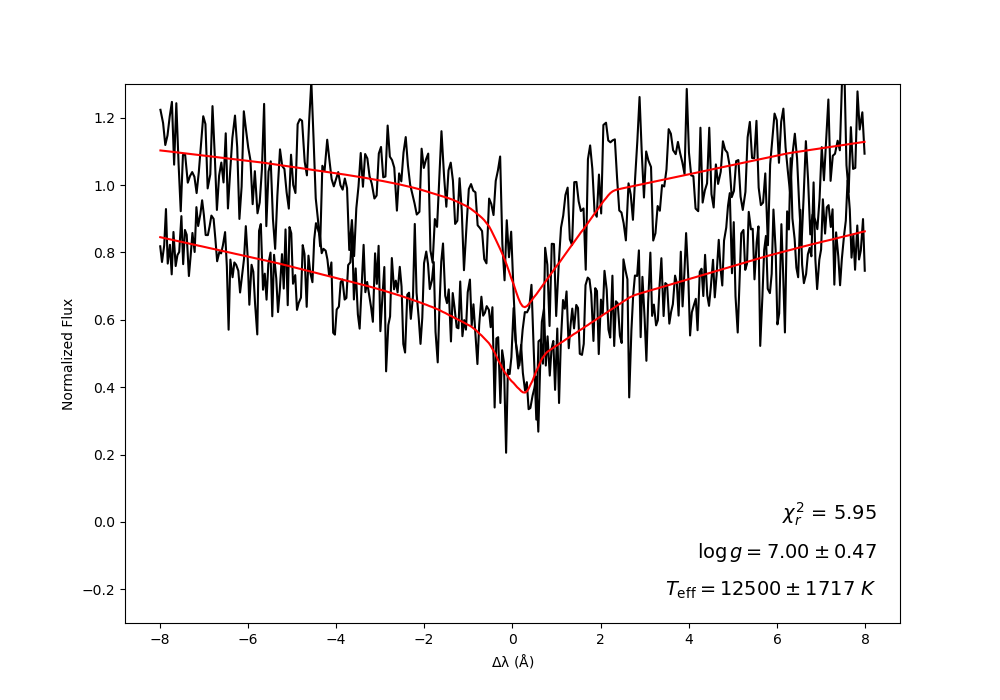 1.2
1.0
0.8
0.6
0.4
0.2
0.0
−0.2
Normalized Flux
χ²ᵣ = 5.95
log g = 7.00 ± 0.47
T_eff = 12500 ± 1717 K
−8 −6 −4 −2 0 2 4 6 8
Δλ (Å)